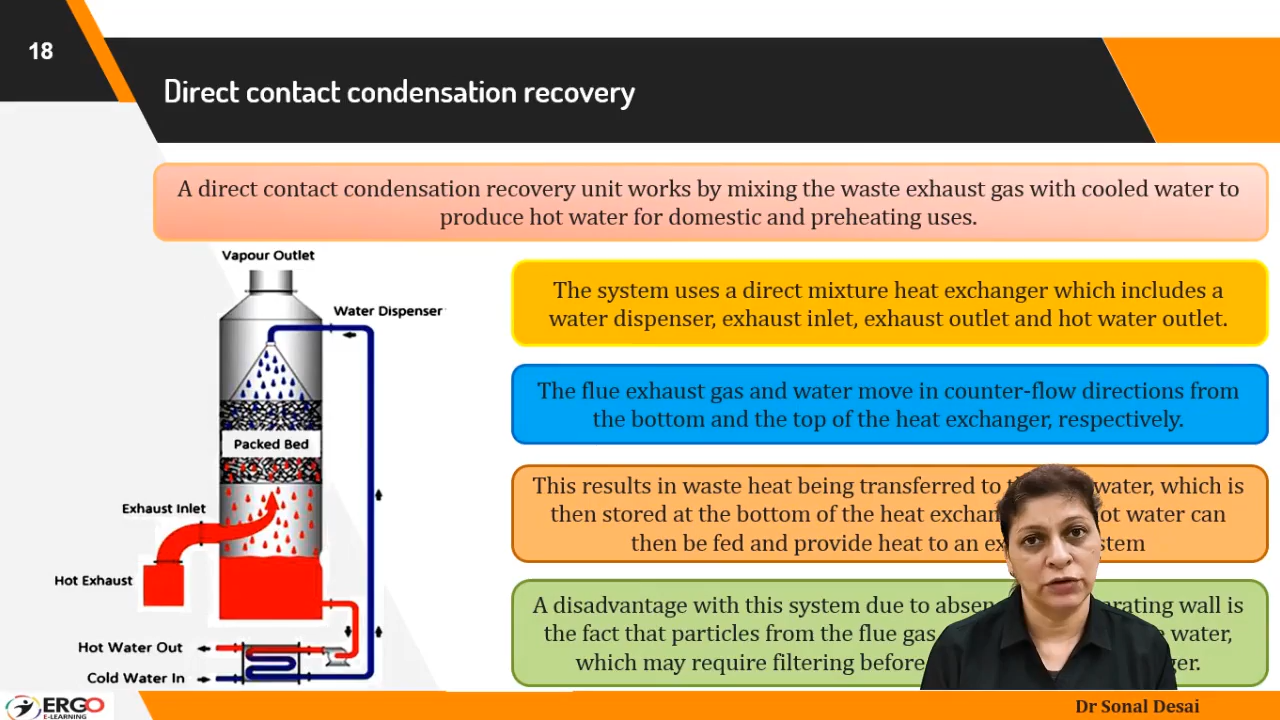 18
Direct contact condensation recovery
A direct contact condensation recovery unit works by mixing the waste exhaust gas with cooled water to
produce hot water for domestic and preheating uses.
Vapour Outlet
Water Dispenser
Packed Bed
Exhaust Inlet
Hot Exhaust
Hot Water Out
Cold Water In
The system uses a direct mixture heat exchanger which includes a
water dispenser, exhaust inlet, exhaust outlet and hot water outlet.
The flue exhaust gas and water move in counter-flow directions from
the bottom and the top of the heat exchanger, respectively.
This results in waste heat being transferred to water, which is
then stored at the bottom of the heat water can
then be fed and provide heat to an
A disadvantage with this system due to wall is
the fact that particles from the flue gas water,
which may require filtering before
ERGO
E-LEARNING
Dr Sonal Desai